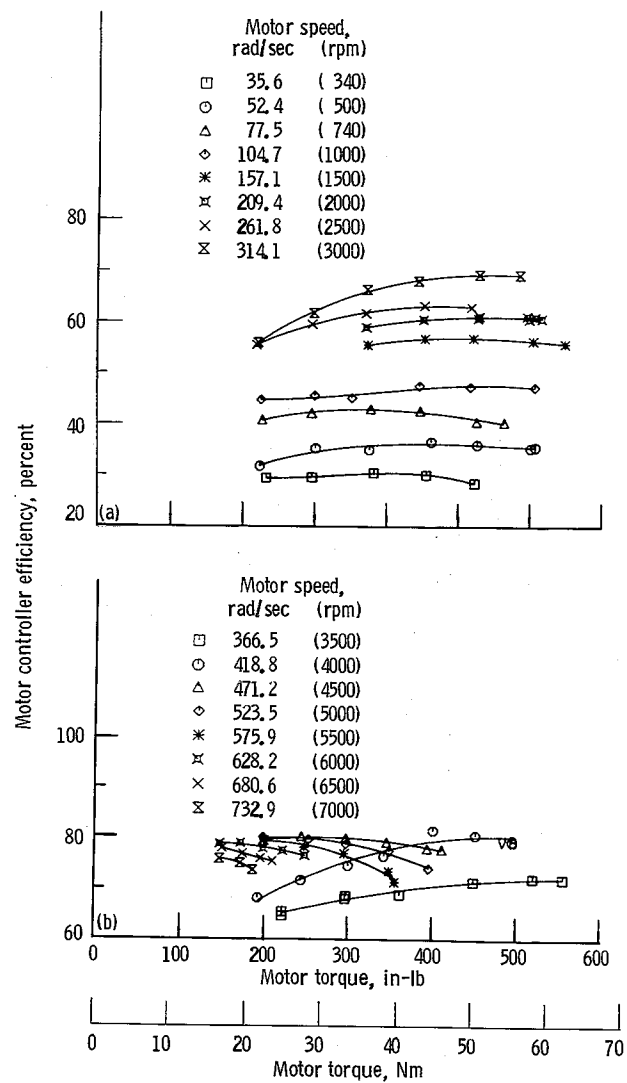 Motor speed,
rad/sec (rpm)
35.6 ( 340)
52.4 ( 500)
77.5 ( 740)
104.7 (1000)
157.1 (1500)
209.4 (2000)
261.8 (2500)
314.1 (3000)
80
60
40
20
(a)
Motor controller efficiency, percent
Motor speed,
rad/sec (rpm)
366.5 (3500)
418.8 (4000)
471.2 (4500)
523.5 (5000)
575.9 (5500)
628.2 (6000)
680.6 (6500)
732.9 (7000)
100
80
60
(b)
0 100 200 300 400 500 600
Motor torque, in-lb
0 10 20 30 40 50 60 70
Motor torque, Nm